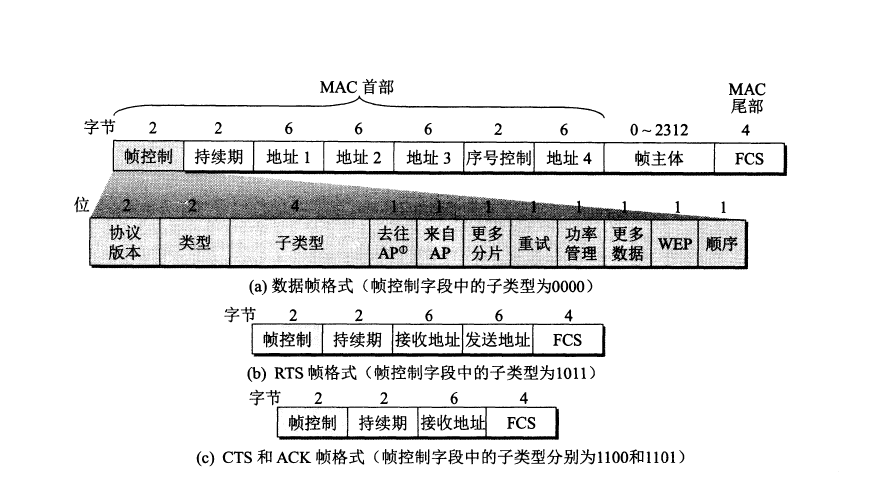 MAC 首部
MAC
尾部
字节 2 2 6 6 6 2 6 0~2312 4
帧控制 持续期 地址 1 地址 2 地址 3 序号控制 地址 4 帧主体 FCS
位 2 2 4 1 1 1 1 1 1 1 1
协议版本 类型 子类型 去往AP① 来自AP 更多分片 重试 功率管理 更多数据 WEP 顺序
(a) 数据帧格式（帧控制字段中的子类型为0000）
字节 2 2 6 6 4
帧控制 持续期 接收地址 发送地址 FCS
(b) RTS 帧格式（帧控制字段中的子类型为1011）
字节 2 2 6 4
帧控制 持续期 接收地址 FCS
(c) CTS 和 ACK 帧格式（帧控制字段中的子类型分别为1100和1101）